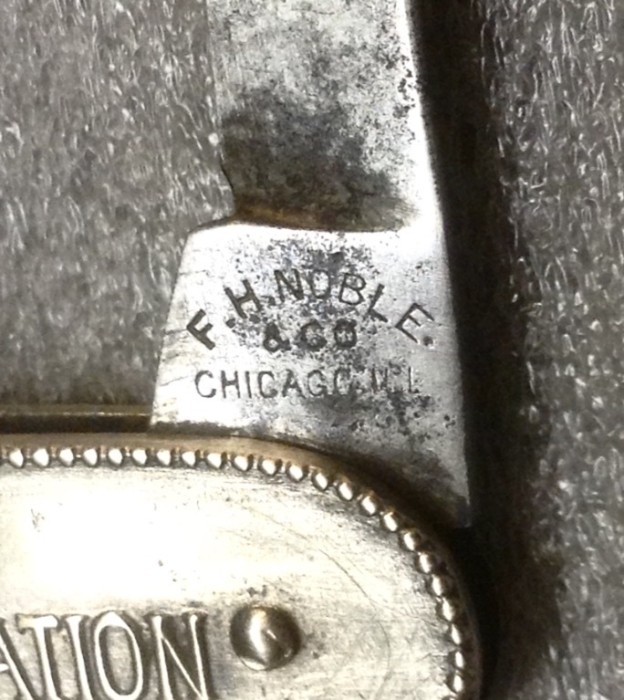 F.H.NOBLE.
& CO
CHICAGO. ILL
ATION